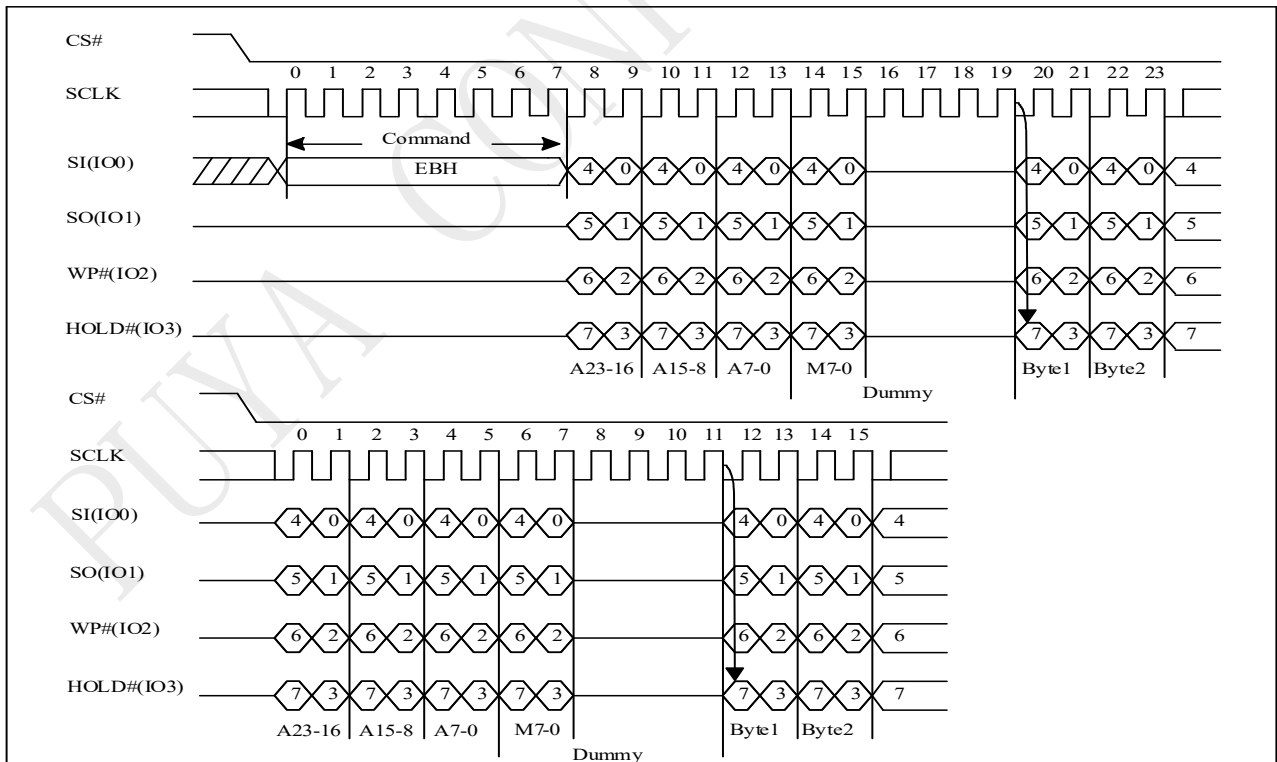 CS#
0 1 2 3 4 5 6 7 8 9 10 11 12 13 14 15 16 17 18 19 20 21 22 23
SCLK
Command
SI(IO0) EBH 4 0 4 0 4 0 4 0 4 0 4 0 4
SO(IO1) 5 1 5 1 5 1 5 1 5 1 5 1 5
WP#(IO2) 6 2 6 2 6 2 6 2 6 2 6 2 6
HOLD#(IO3) 7 3 7 3 7 3 7 3 7 3 7 3 7
A23-16 A15-8 A7-0 M7-0 Byte1 Byte2
Dummy
CS#
0 1 2 3 4 5 6 7 8 9 10 11 12 13 14 15
SCLK
SI(IO0) 4 0 4 0 4 0 4 0 4 0 4 0 4
SO(IO1) 5 1 5 1 5 1 5 1 5 1 5 1 5
WP#(IO2) 6 2 6 2 6 2 6 2 6 2 6 2 6
HOLD#(IO3) 7 3 7 3 7 3 7 3 7 3 7 3 7
A23-16 A15-8 A7-0 M7-0 Byte1 Byte2
Dummy
PUYA